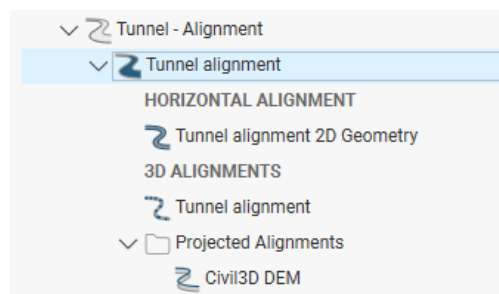 Tunnel - Alignment
Tunnel alignment
HORIZONTAL ALIGNMENT
Tunnel alignment 2D Geometry
3D ALIGNMENTS
Tunnel alignment
Projected Alignments
Civil3D DEM